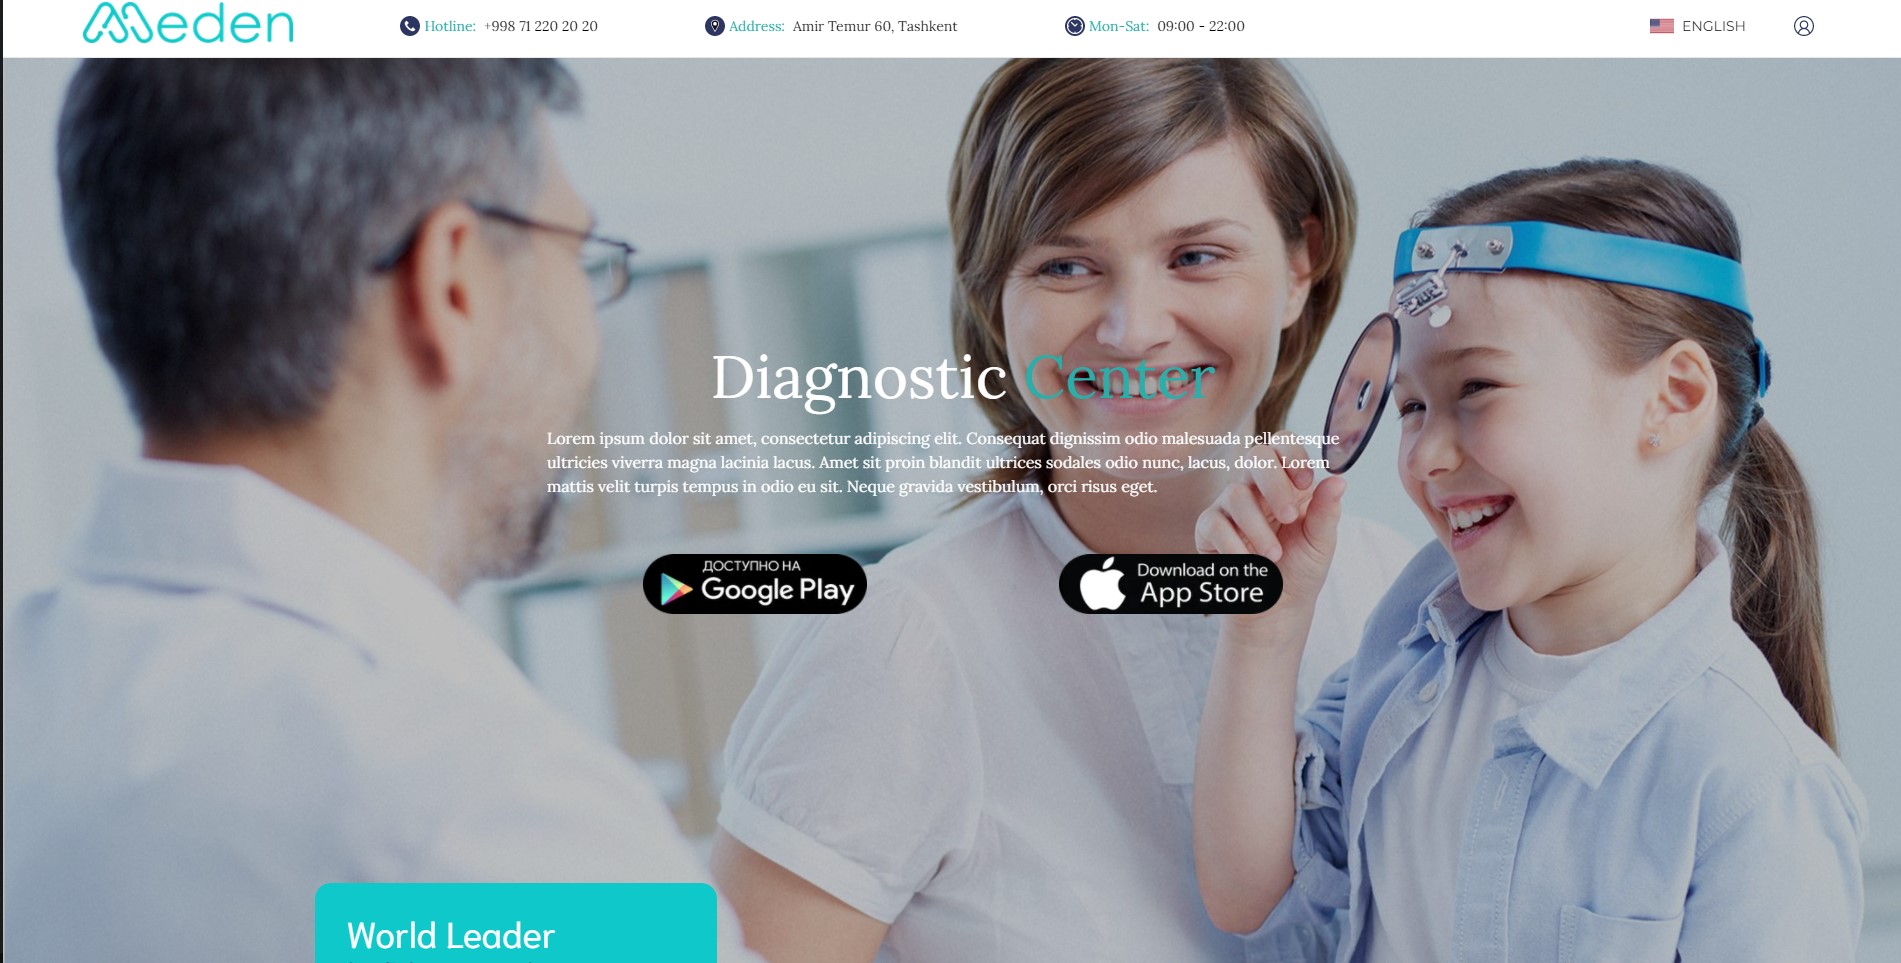 Meden
Hotline: +998 71 220 20 20
Address: Amir Temur 60, Tashkent
Mon-Sat: 09:00 - 22:00
ENGLISH
Diagnostic Center
Lorem ipsum dolor sit amet, consectetur adipiscing elit. Consequat dignissim odio malesuada pellentesque
ultricies viverra magna lacinia lacus. Amet sit proin blandit ultrices sodales odio nunc, lacus, dolor. Lorem
mattis velit turpis tempus in odio eu sit. Neque gravida vestibulum, orci risus eget.
ДОСТУПНО НА
Google Play
Download on the
App Store
World Leader